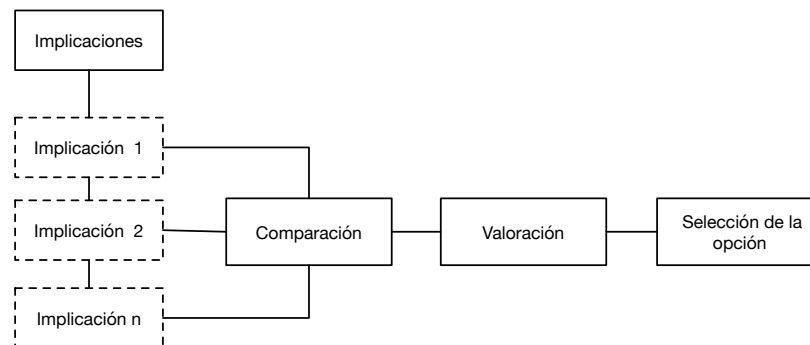 Implicaciones
Implicación  1
Implicación  2
Implicación n
Comparación
Valoración
Selección de la
opción